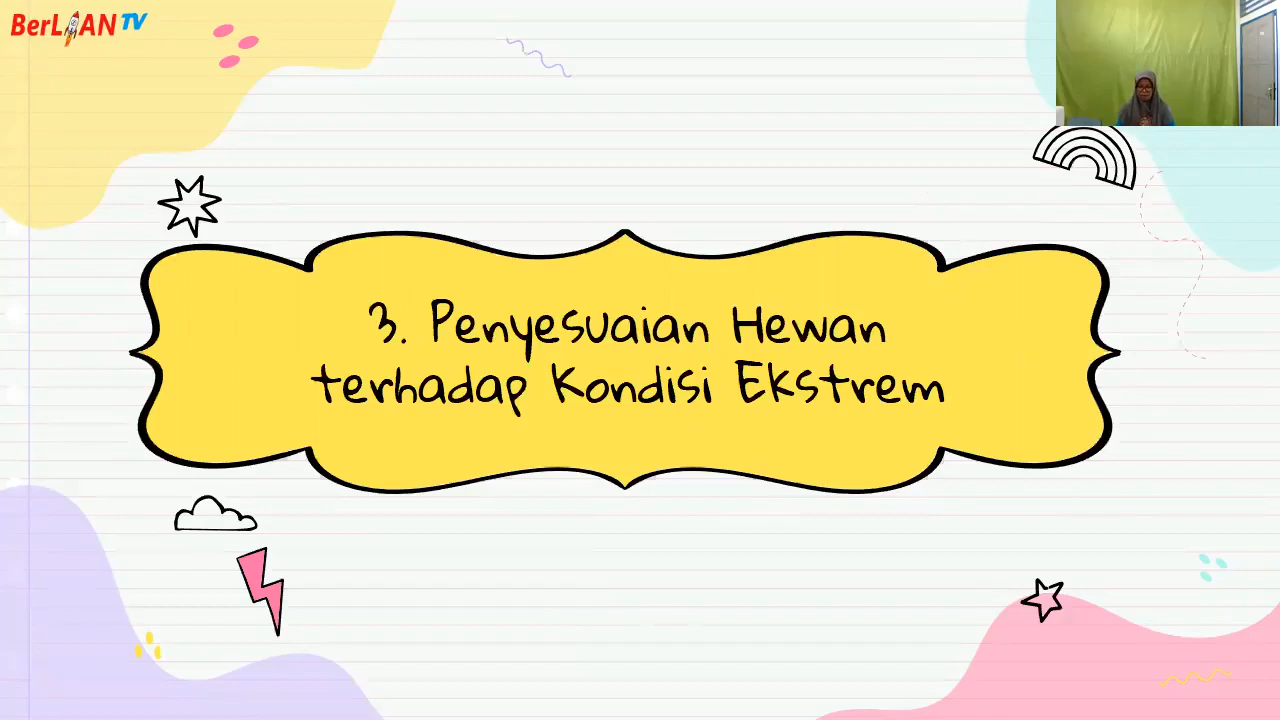 BerLIAN TV
3. Penyesuaian Hewan
terhadap Kondisi Ekstrem